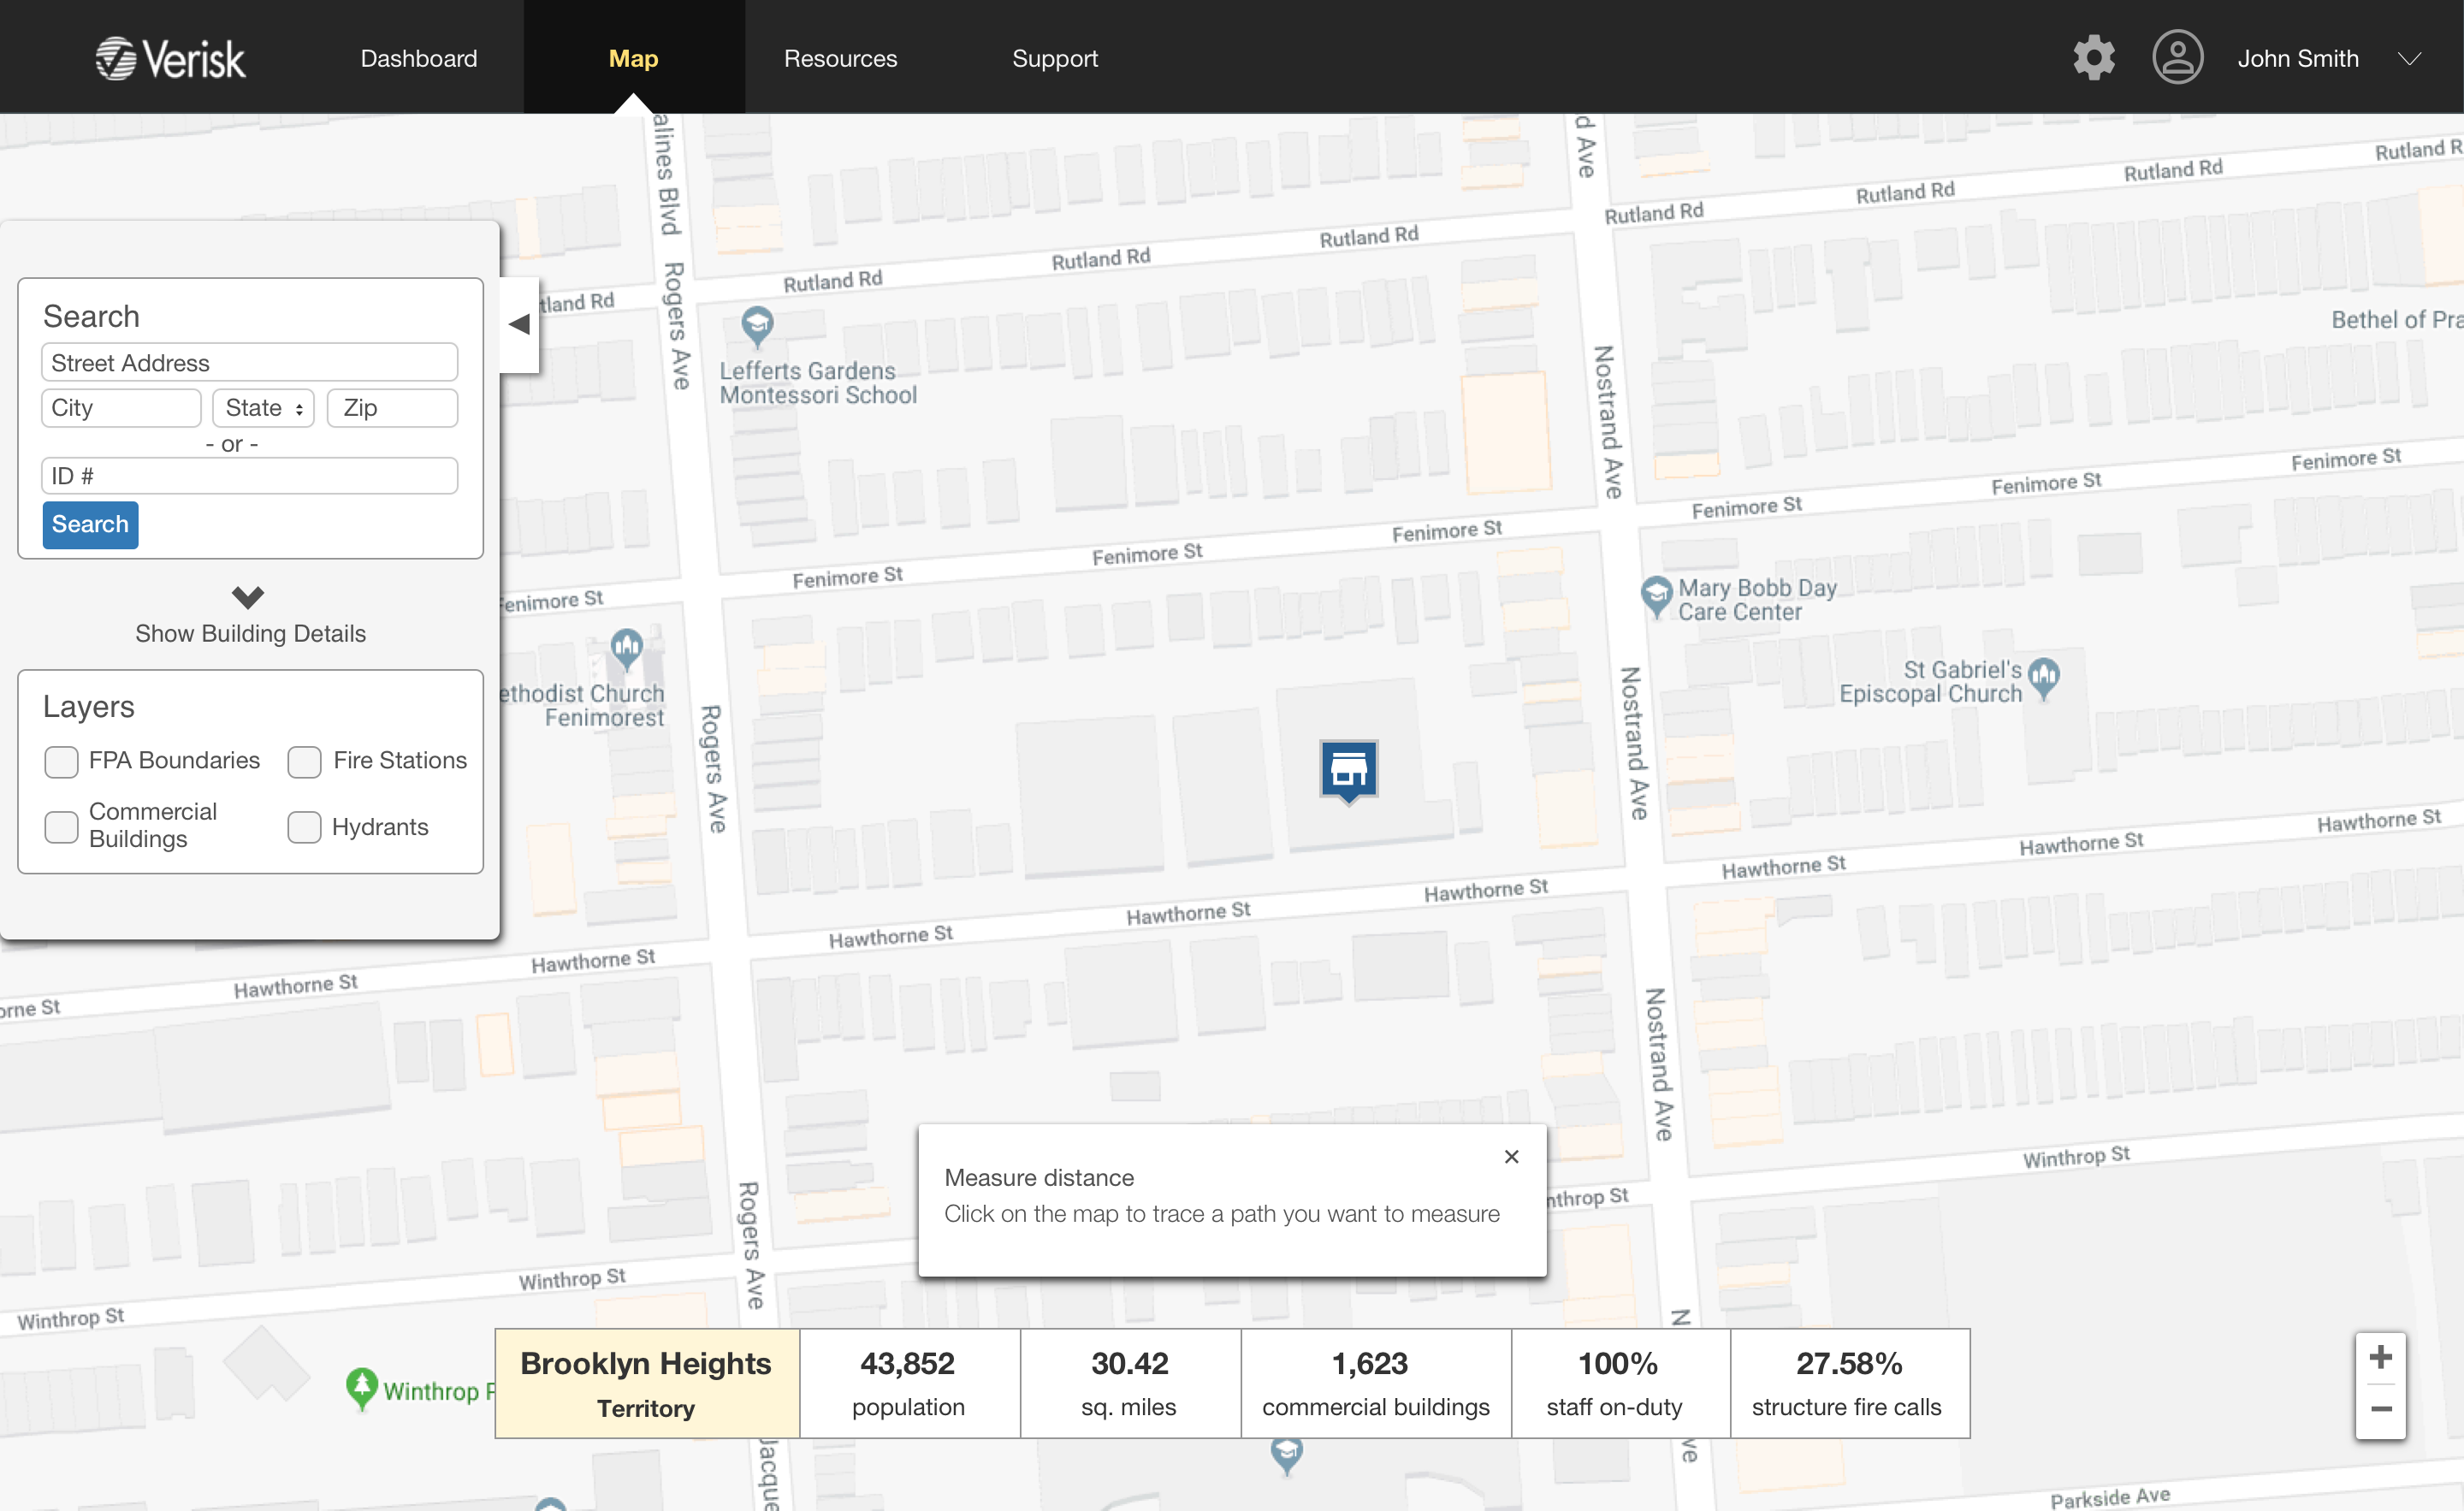 Verisk
Dashboard
Map
Resources
Support
John Smith
Search
Street Address
City
State
Zip
- or -
ID #
Search
Show Building Details
Layers
FPA Boundaries
Fire Stations
Commercial
Buildings
Hydrants
alines Blvd
d Ave
Rutland Rd
Rutland Rd
Rutland Rd
Rutland Rd
Rutland Rd
Rutland Rd
Rutland R
tland Rd
Rogers Ave
Lefferts Gardens
Montessori School
Nostrand Ave
Bethel of Pra
Fenimore St
Fenimore St
Fenimore St
Fenimore St
Fenimore St
Fenimore St
enimore St
Mary Bobb Day
Care Center
ethodist Church
Fenimorest
St Gabriel's
Episcopal Church
Rogers Ave
Nostrand Ave
Hawthorne St
Hawthorne St
Hawthorne St
Hawthorne St
Hawthorne St
Hawthorne St
Hawthorne St
Hawthorne St
orne St
Nostrand Ave
Measure distance
Click on the map to trace a path you want to measure
Rogers Ave
Winthrop St
nthrop St
Winthrop St
Winthrop St
N
Winthrop F
Brooklyn Heights
Territory
43,852
population
30.42
sq. miles
1,623
commercial buildings
100%
staff on-duty
27.58%
structure fire calls
Jacque
ve
Parkside Ave